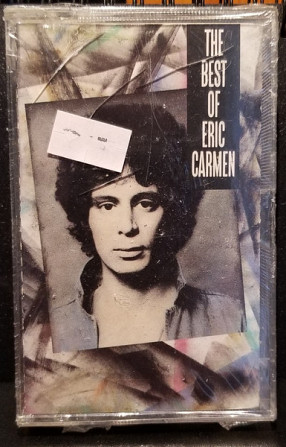 THE
BEST
OF
ERIC
CARMEN